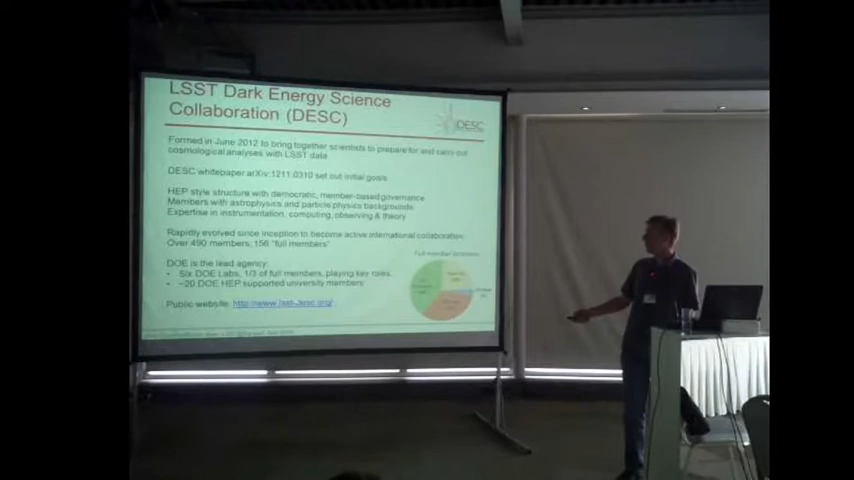 LSST Dark Energy Science
Collaboration (DESC)
DESC
Formed in June 2012 to bring together scientists to prepare for and carry out
cosmological analyses with LSST data
DESC whitepaper arXiv:1211.0310 set out initial goals
HEP style structure with democratic, member-based governance
Members with astrophysics and particle physics backgrounds
Expertise in instrumentation, computing, observing & theory
Rapidly evolved since inception to become active international collaboration:
Over 490 members; 156 "full members"
Full member locations
DOE is the lead agency:
• Six DOE Labs, 1/3 of full members, playing key roles
• ~20 DOE HEP supported university members
Public website: http://www.lsst-desc.org/